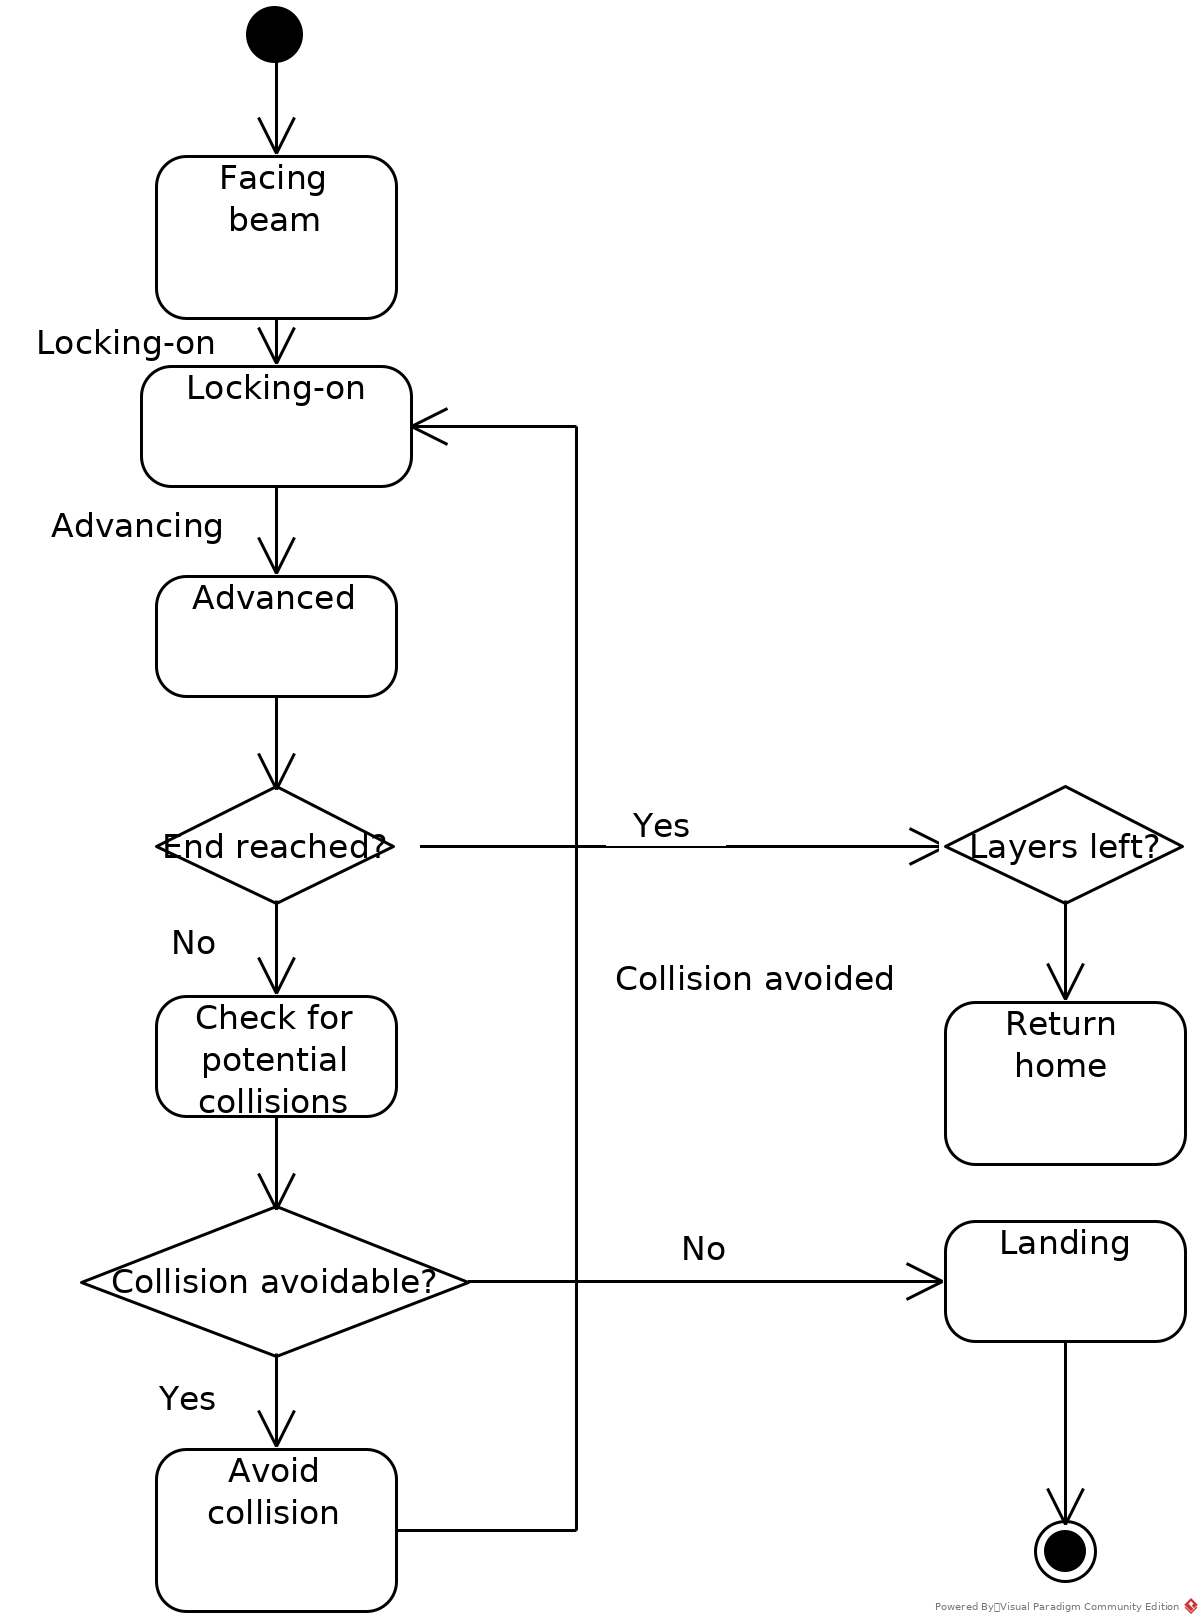 Facing
beam
Locking-on
Locking-on
Advancing
Advanced
End reached?
Yes
Layers left?
No
Collision avoided
Check for
potential
collisions
Return
home
Collision avoidable?
No
Landing
Yes
Avoid
collision
Powered By▯Visual Paradigm Community Edition